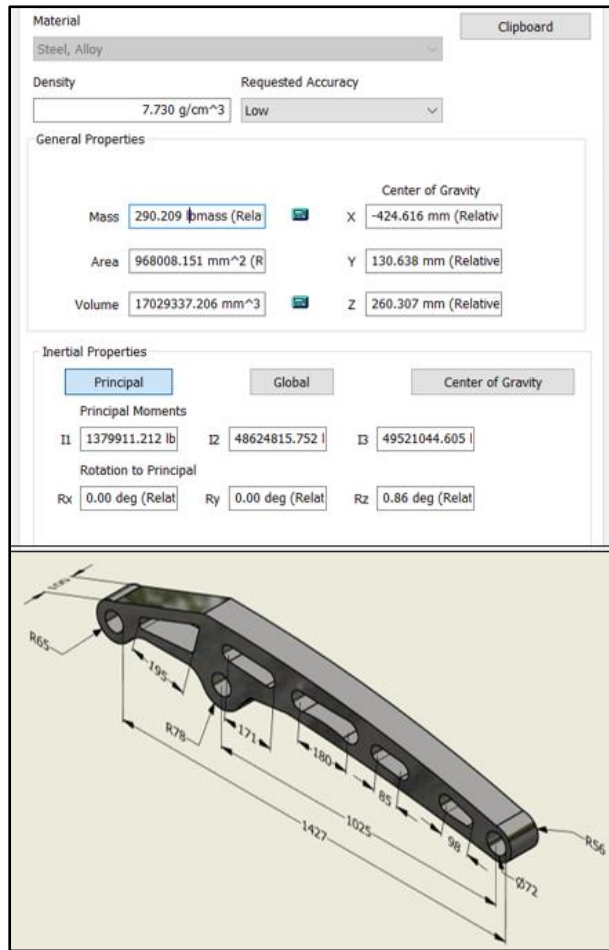 Material
Clipboard
Steel, Alloy
Density
Requested Accuracy
7.730 g/cm^3
Low
General Properties
Center of Gravity
Mass 290.209 lbmass (Rela
X -424.616 mm (Relativ
Area 968008.151 mm^2 (R
Y 130.638 mm (Relative
Volume 17029337.206 mm^3
Z 260.307 mm (Relative
Inertial Properties
Principal
Global
Center of Gravity
Principal Moments
I1 1379911.212 lb
I2 48624815.752 l
I3 49521044.605 l
Rotation to Principal
Rx 0.00 deg (Relat
Ry 0.00 deg (Relat
Rz 0.86 deg (Relat
100
R65
195
R78
171
180
85
1025
98
1427
R56
Ø72